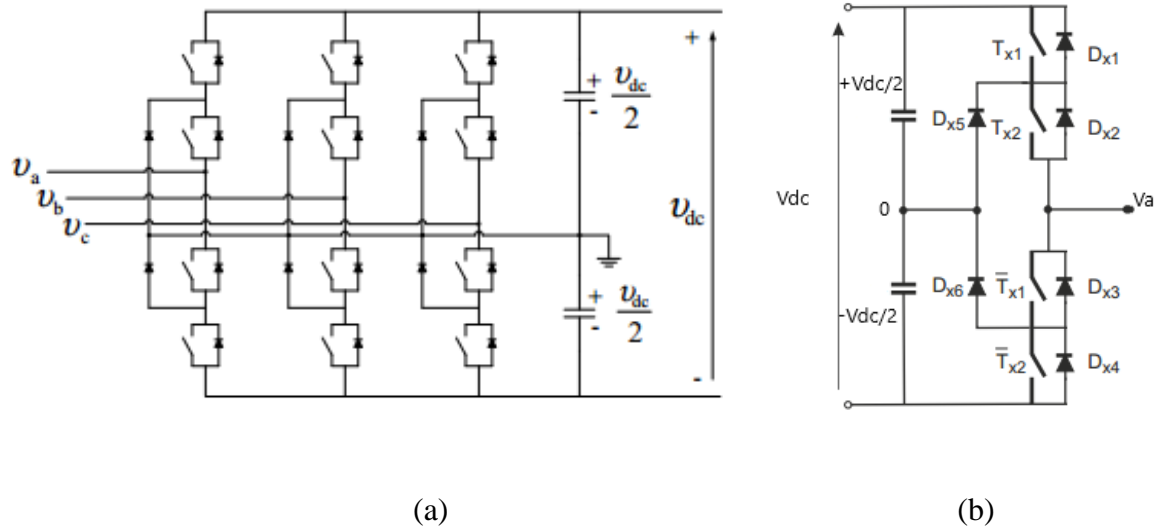 +
+ υdc
- 2
υa
υb
υc
υdc
+ υdc
- 2
-
(a)
Tx1
Dx1
+Vdc/2
Dx5
Tx2
Dx2
Vdc
0
Va
Dx6
T̅x1
Dx3
-Vdc/2
T̅x2
Dx4
(b)